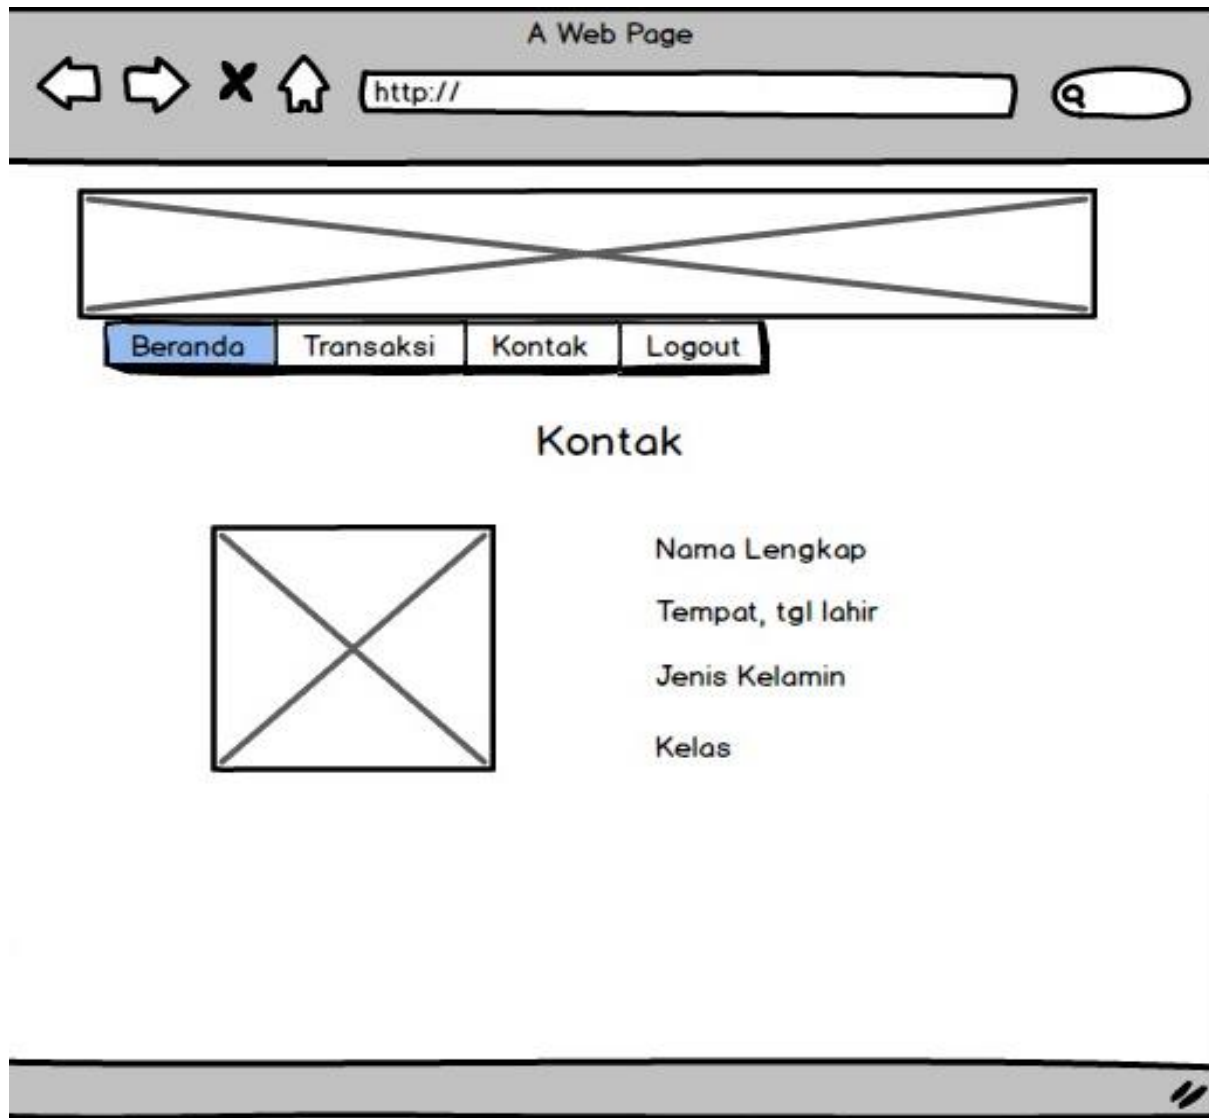 A Web Page
http://
Beranda Transaksi Kontak Logout
Kontak
Nama Lengkap
Tempat, tgl lahir
Jenis Kelamin
Kelas